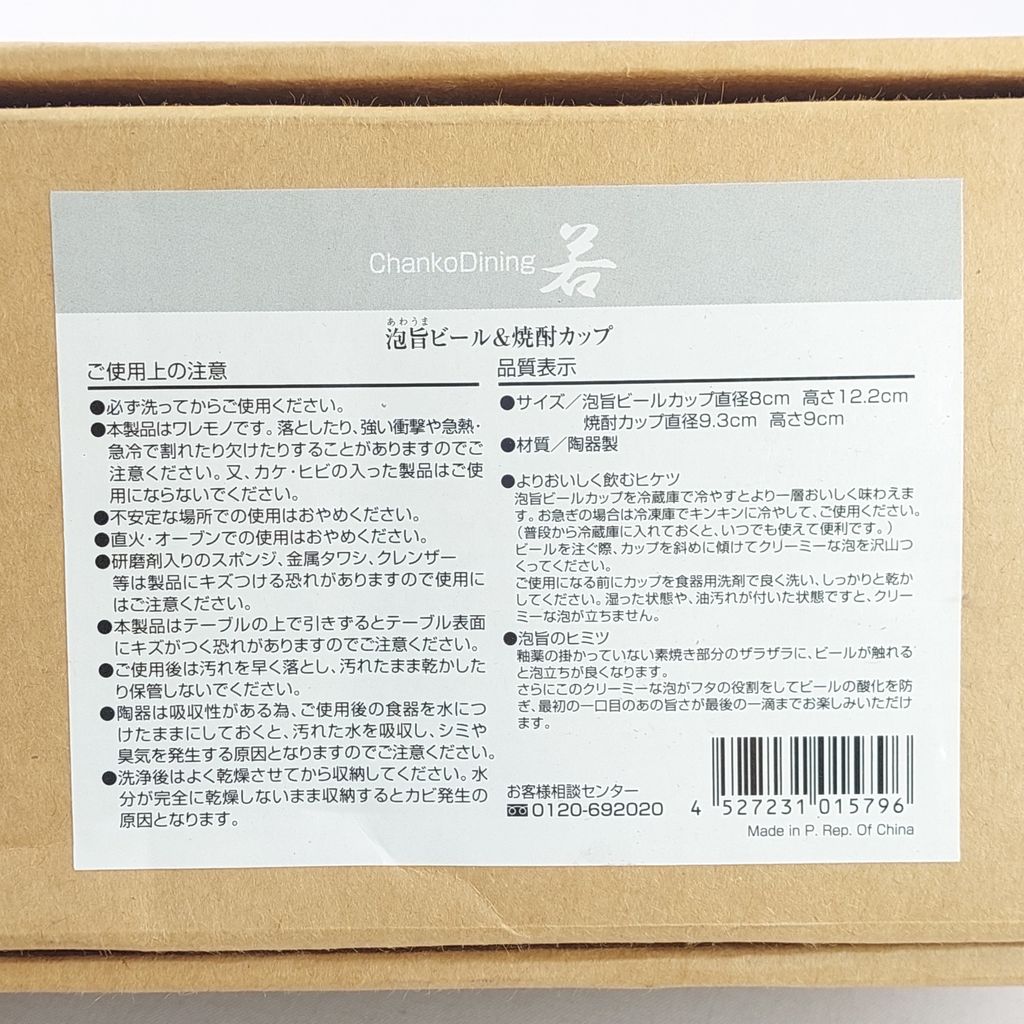 ChankoDining 若
あわうま
泡旨ビール&焼酎カップ
ご使用上の注意
●必ず洗ってからご使用ください。
●本製品はワレモノです。落としたり、強い衝撃や急熱・
急冷で割れたり欠けたりすることがありますのでご
注意ください。又、カケ・ヒビの入った製品はご使
用にならないでください。
●不安定な場所での使用はおやめください。
●直火・オーブンでの使用はおやめください。
●研磨剤入りのスポンジ、金属タワシ、クレンザー
等は製品にキズつける恐れがありますので使用に
はご注意ください。
●本製品はテーブルの上で引きずるとテーブル表面
にキズがつく恐れがありますのでご注意ください。
●ご使用後は汚れを早く落とし、汚れたまま乾かした
り保管しないでください。
●陶器は吸収性がある為、ご使用後の食器を水につ
けたままにしておくと、汚れた水を吸収し、シミや
臭気を発生する原因となりますのでご注意ください。
●洗浄後はよく乾燥させてから収納してください。水
分が完全に乾燥しないまま収納するとカビ発生の
原因となります。
品質表示
●サイズ/泡旨ビールカップ直径8cm 高さ12.2cm
焼酎カップ直径9.3cm 高さ9cm
●材質/陶器製
●よりおいしく飲むヒケツ
泡旨ビールカップを冷蔵庫で冷やすとより一層おいしく味わえま
す。お急ぎの場合は冷凍庫でキンキンに冷やして、ご使用ください。
(普段から冷蔵庫に入れておくと、いつでも使えて便利です。)
ビールを注ぐ際、カップを斜めに傾けてクリーミーな泡を沢山つ
くってください。
ご使用になる前にカップを食器用洗剤で良く洗い、しっかりと乾か
してください。湿った状態や、油汚れが付いた状態ですと、クリー
ミーな泡が立ちません。
●泡旨のヒミツ
釉薬の掛かっていない素焼き部分のザラザラに、ビールが触れる
と泡立ちが良くなります。
さらにこのクリーミーな泡がフタの役割をしてビールの酸化を防
ぎ、最初の一口目のあの旨さが最後の一滴までお楽しみいただけ
ます。
お客様相談センター
0120-692020
4 527231 015796
Made in P. Rep. Of China